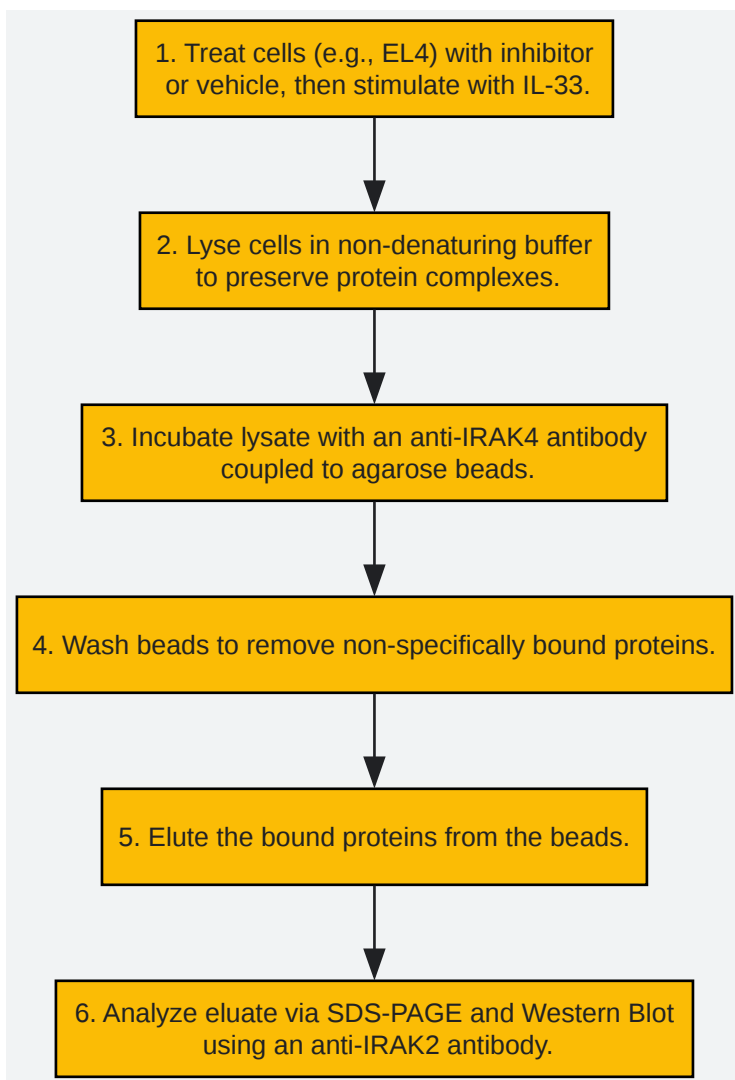 1. Treat cells (e.g., EL4) with inhibitor
or vehicle, then stimulate with IL-33.
2. Lyse cells in non-denaturing buffer
to preserve protein complexes.
3. Incubate lysate with an anti-IRAK4 antibody
coupled to agarose beads.
4. Wash beads to remove non-specifically bound proteins.
5. Elute the bound proteins from the beads.
6. Analyze eluate via SDS-PAGE and Western Blot
using an anti-IRAK2 antibody.